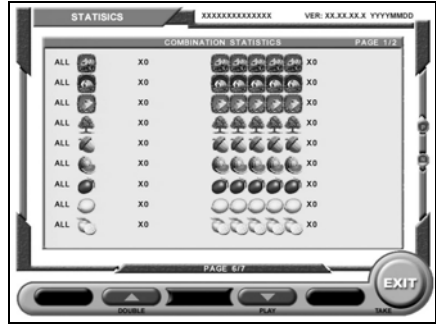 STATISICS XXXXXXXXXXXXXX VER: XX.XX.XX.X YYYYMMDD
COMBINATION STATISTICS PAGE 1/2
ALL X0 X0
ALL X0 X0
ALL X0 X0
ALL X0 X0
ALL X0 X0
ALL X0 X0
ALL X0 X0
ALL X0 X0
ALL X0 X0
PAGE 6/7
EXIT
DOUBLE PLAY TAKE